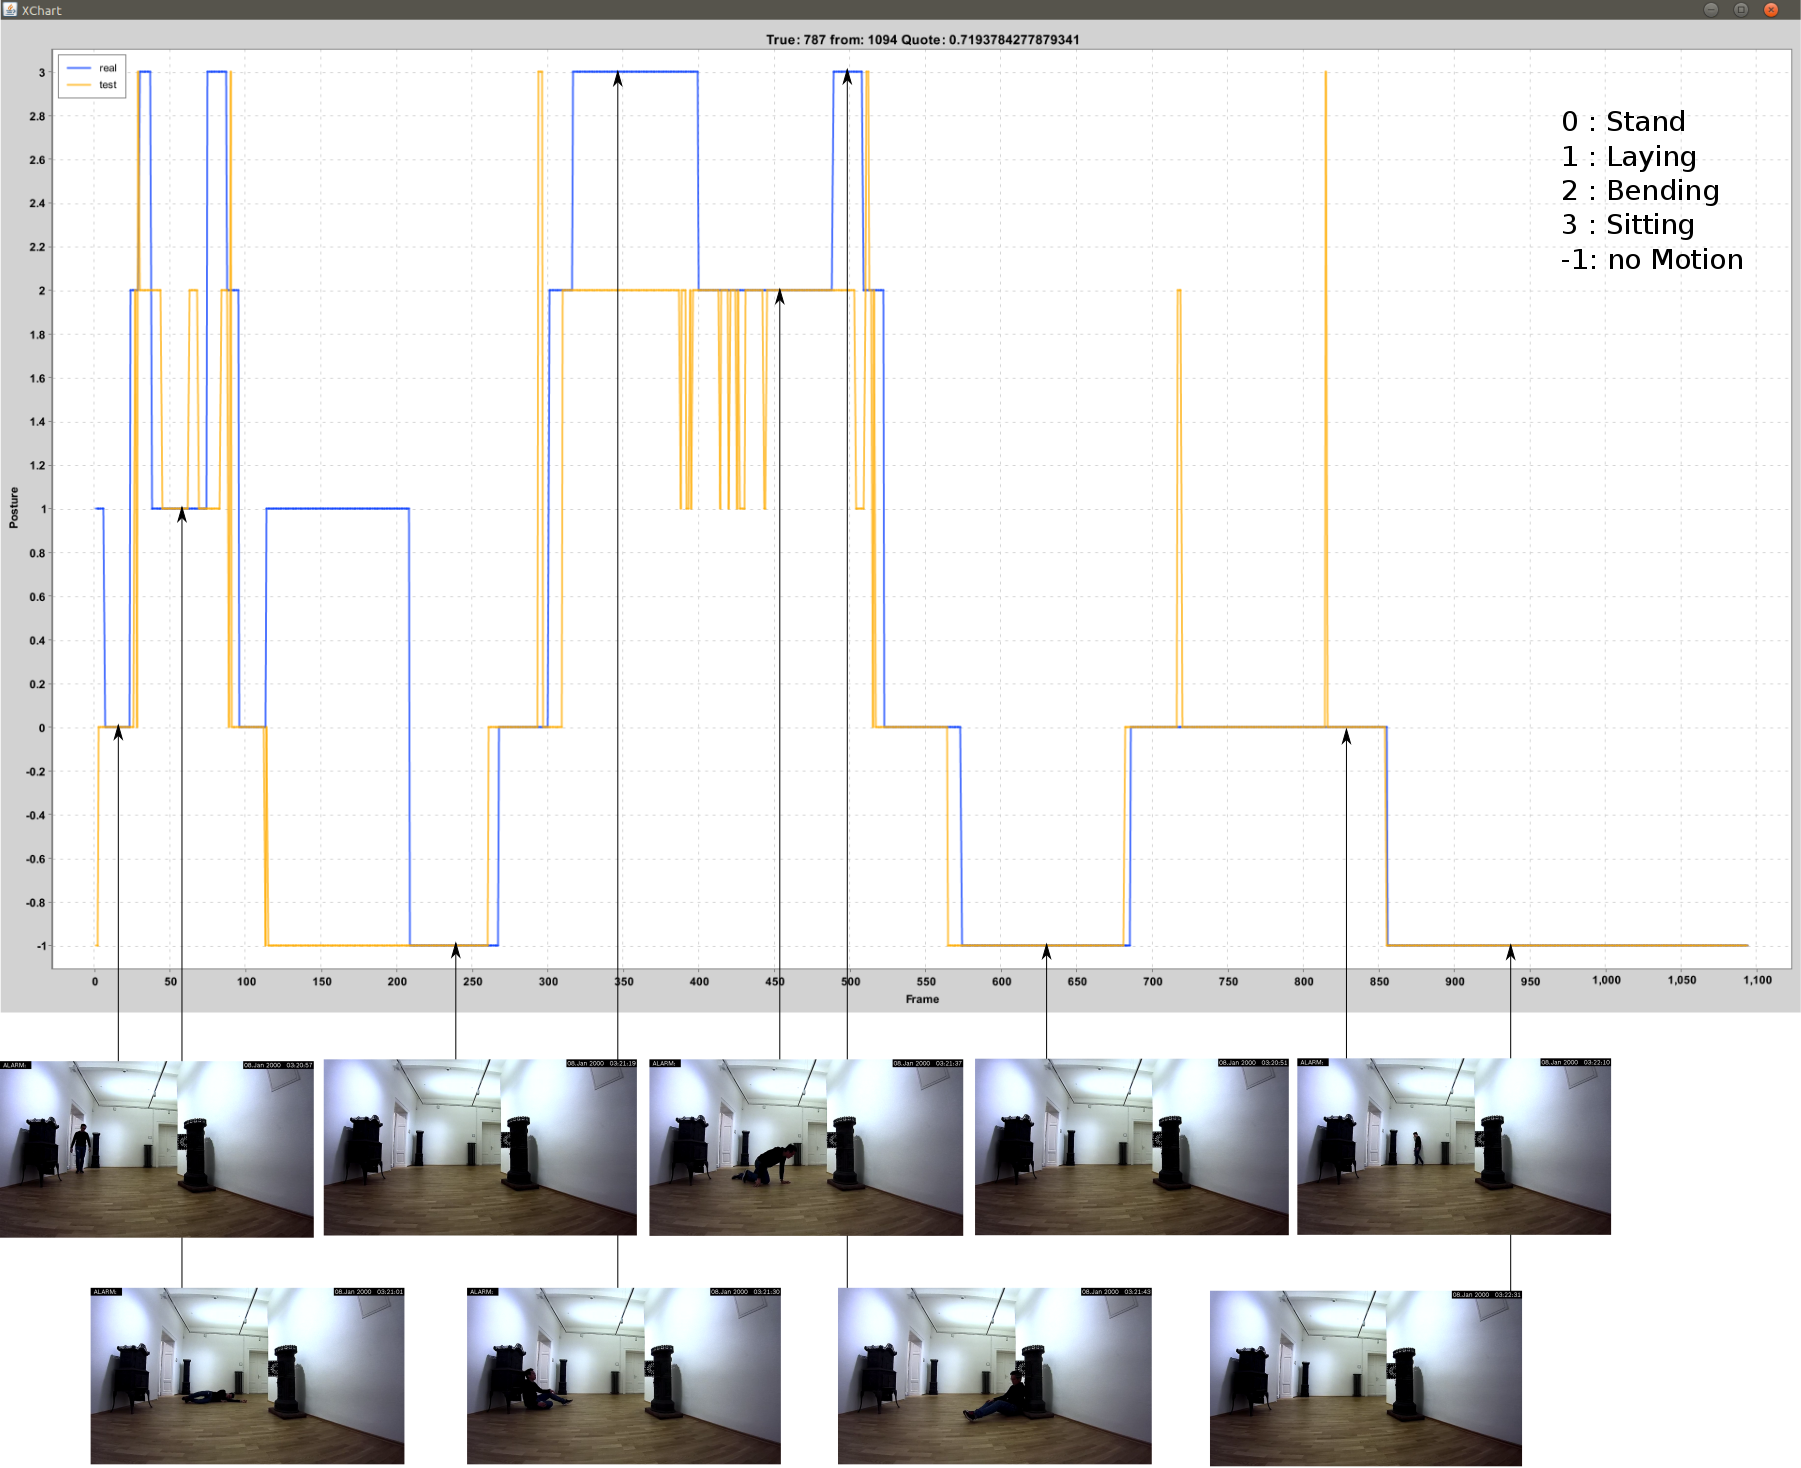 XChart
True: 787 from: 1094 Quote: 0.7193784277879341
real
test
0 : Stand
1 : Laying
2 : Bending
3 : Sitting
-1: no Motion
Posture
3
2.8
2.6
2.4
2.2
2
1.8
1.6
1.4
1.2
1
0.8
0.6
0.4
0.2
0
-0.2
-0.4
-0.6
-0.8
-1
0 50 100 150 200 250 300 350 400 450 500 550 600 650 700 750 800 850 900 950 1,000 1,050 1,100
Frame
ALARM: 08.Jan 2000 03:20:57
08.Jan 2000 03:21:19
ALARM: 08.Jan 2000 03:21:37
08.Jan 2000 03:20:51
ALARM: 08.Jan 2000 03:22:10
ALARM: 08.Jan 2000 03:21:01
ALARM: 08.Jan 2000 03:21:30
08.Jan 2000 03:21:43
08.Jan 2000 03:22:31